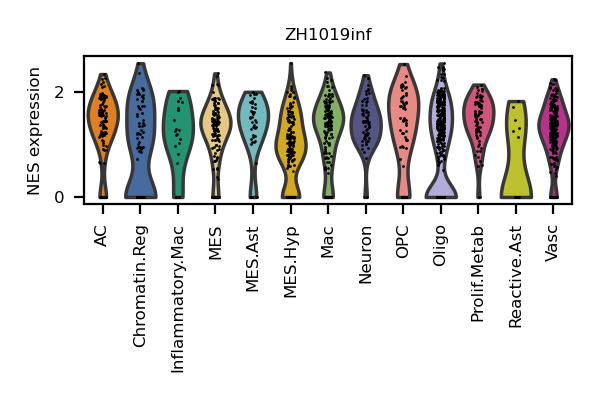 ZH1019inf
NES expression
2
0
AC
Chromatin.Reg
Inflammatory.Mac
MES
MES.Ast
MES.Hyp
Mac
Neuron
OPC
Oligo
Prolif.Metab
Reactive.Ast
Vasc